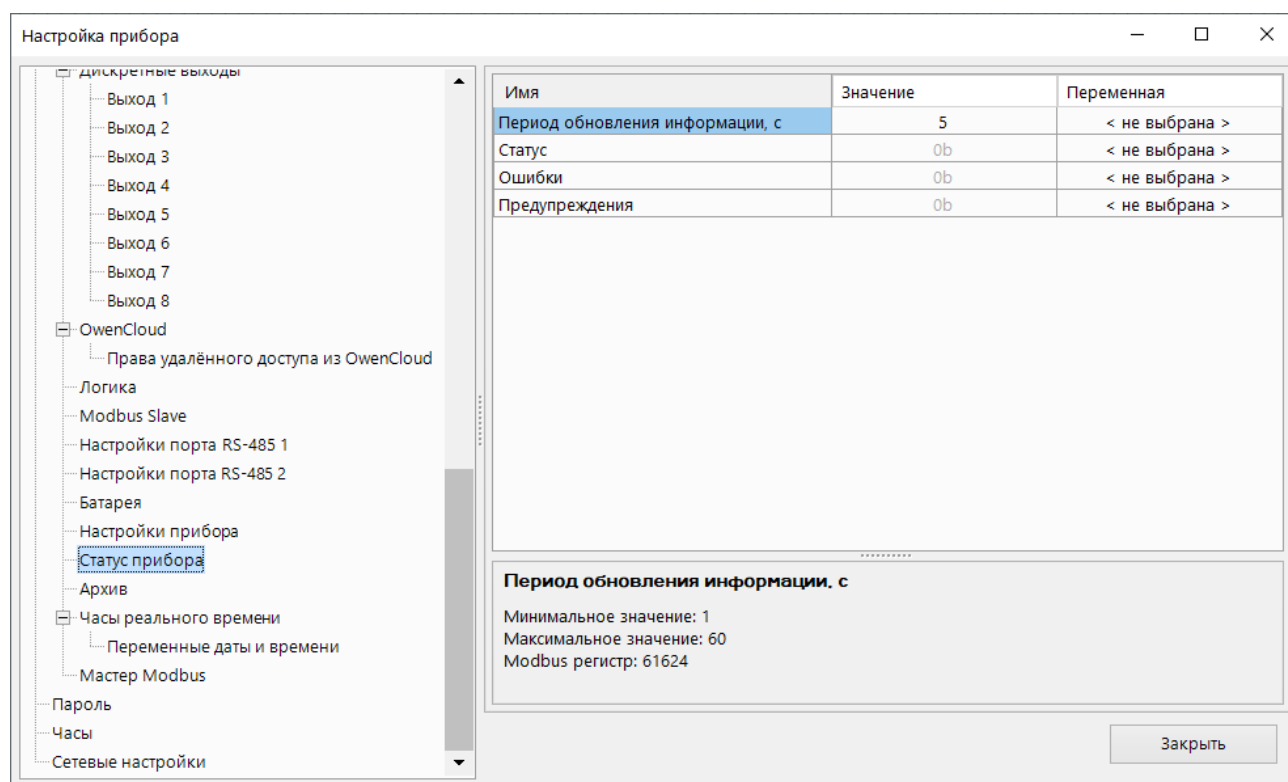 Настройка прибора
Дискретные выходы
Выход 1
Выход 2
Выход 3
Выход 4
Выход 5
Выход 6
Выход 7
Выход 8
OwenCloud
Права удалённого доступа из OwenCloud
Логика
Modbus Slave
Настройки порта RS-485 1
Настройки порта RS-485 2
Батарея
Настройки прибора
Статус прибора
Архив
Часы реального времени
Переменные даты и времени
Мастер Modbus
Пароль
Часы
Сетевые настройки
Имя Значение Переменная
Период обновления информации, с 5 < не выбрана >
Статус 0b < не выбрана >
Ошибки 0b < не выбрана >
Предупреждения 0b < не выбрана >
Период обновления информации, с
Минимальное значение: 1
Максимальное значение: 60
Modbus регистр: 61624
Закрыть